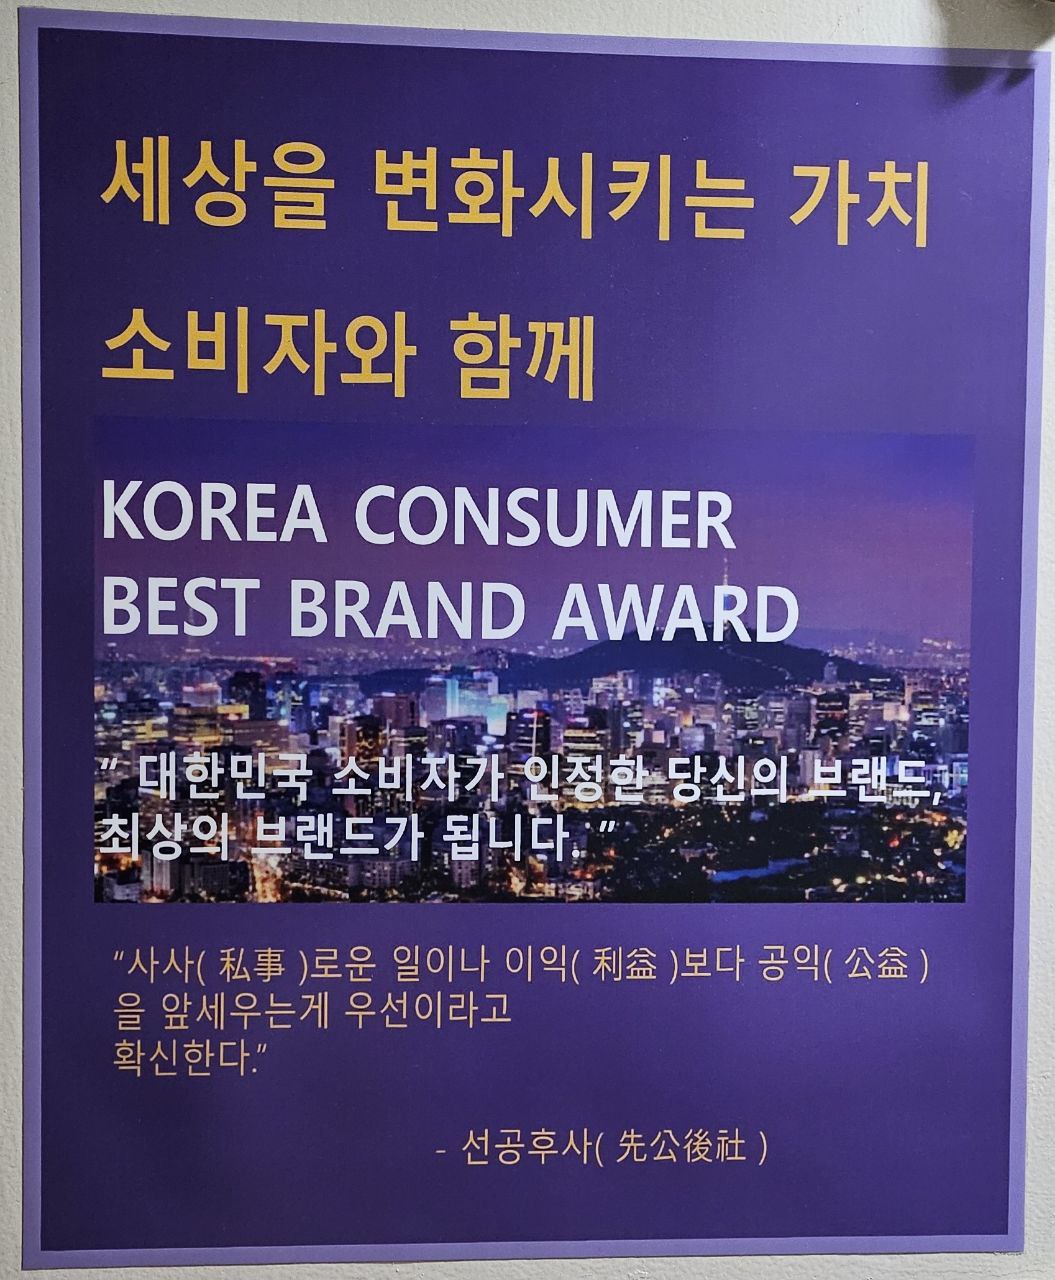 세상을 변화시키는 가치
소비자와 함께
KOREA CONSUMER
BEST BRAND AWARD
" 대한민국 소비자가 인정한 당신의 브랜드,
최상의 브랜드가 됩니다. "
"사사( 私事 )로운 일이나 이익( 利益 )보다 공익( 公益 )
을 앞세우는게 우선이라고
확신한다."
- 선공후사( 先公後社 )